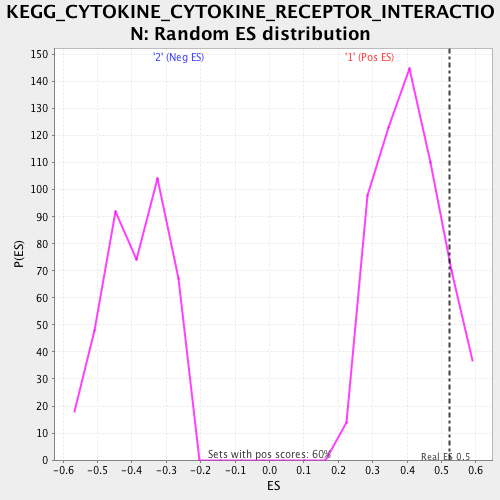 KEGG_CYTOKINE_CYTOKINE_RECEPTOR_INTERACTIO
N: Random ES distribution
'2' (Neg ES)
'1' (Pos ES)
150
140
130
120
110
100
90
80
70
60
50
40
30
20
10
0
P(ES)
Sets with pos scores: 60%
Real ES 0.5
-0.6 -0.5 -0.4 -0.3 -0.2 -0.1 0.0 0.1 0.2 0.3 0.4 0.5 0.6
ES